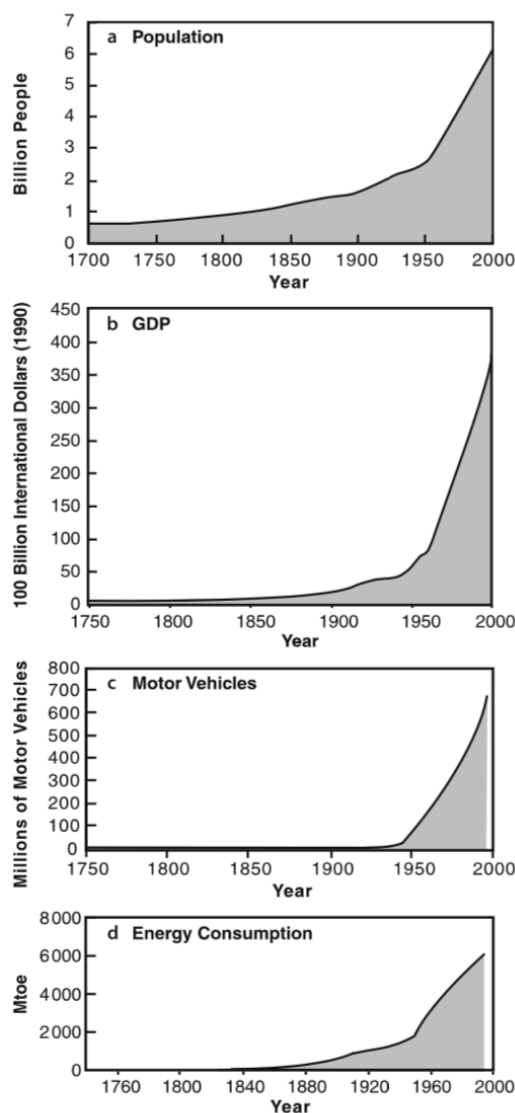 a Population
Billion People
7
6
5
4
3
2
1
0
1700 1750 1800 1850 1900 1950 2000
Year
b GDP
100 Billion International Dollars (1990)
450
400
350
300
250
200
150
100
50
0
1750 1800 1850 1900 1950 2000
Year
c Motor Vehicles
Millions of Motor Vehicles
800
700
600
500
400
300
200
100
0
1750 1800 1850 1900 1950 2000
Year
d Energy Consumption
Mtoe
8000
6000
4000
2000
0
1760 1800 1840 1880 1920 1960 2000
Year